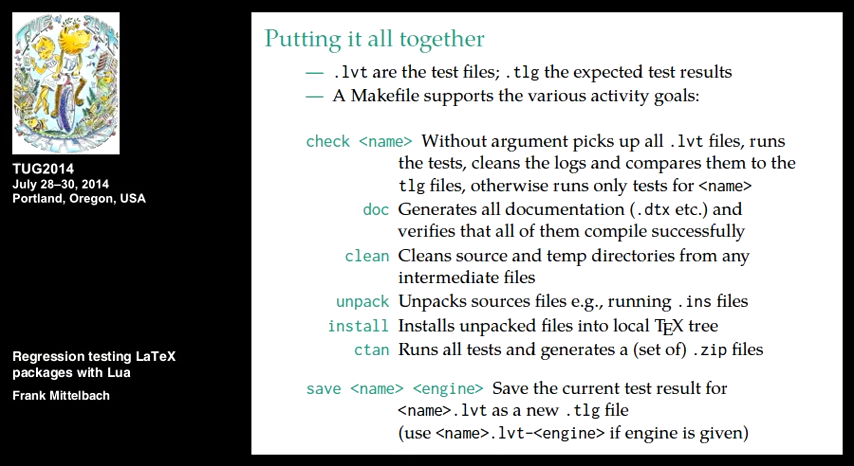 TUG2014
July 28–30, 2014
Portland, Oregon, USA
Regression testing LaTeX
packages with Lua
Frank Mittelbach
Putting it all together
— .lvt are the test files; .tlg the expected test results
— A Makefile supports the various activity goals:
check <name> Without argument picks up all .lvt files, runs
the tests, cleans the logs and compares them to the
tlg files, otherwise runs only tests for <name>
doc Generates all documentation (.dtx etc.) and
verifies that all of them compile successfully
clean Cleans source and temp directories from any
intermediate files
unpack Unpacks sources files e.g., running .ins files
install Installs unpacked files into local TEX tree
ctan Runs all tests and generates a (set of) .zip files
save <name> <engine> Save the current test result for
<name>.lvt as a new .tlg file
(use <name>.lvt-<engine> if engine is given)